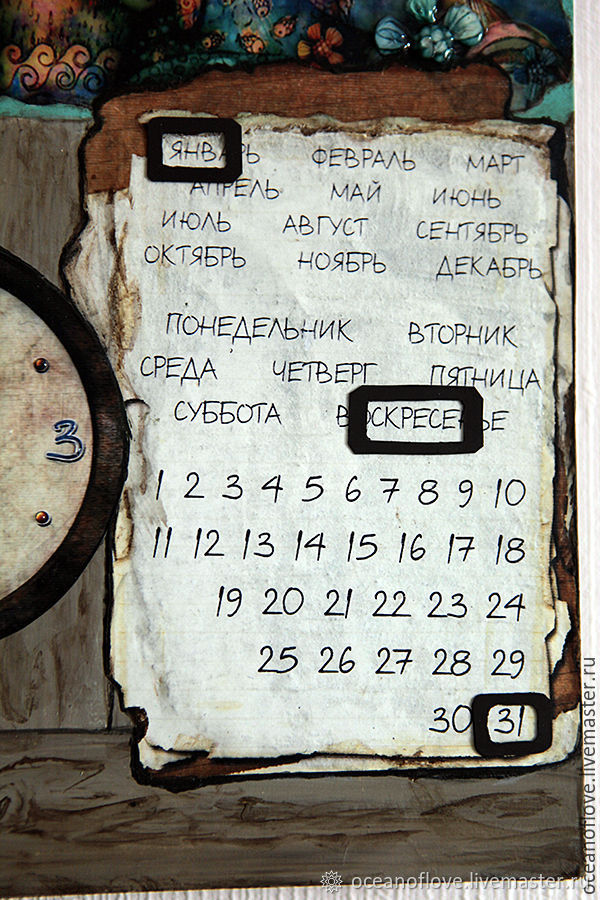 ЯНВАРЬ ФЕВРАЛЬ МАРТ
АПРЕЛЬ МАЙ ИЮНЬ
ИЮЛЬ АВГУСТ СЕНТЯБРЬ
ОКТЯБРЬ НОЯБРЬ ДЕКАБРЬ
ПОНЕДЕЛЬНИК ВТОРНИК
СРЕДА ЧЕТВЕРГ ПЯТНИЦА
СУББОТА ВОСКРЕСЕНЬЕ
3
1 2 3 4 5 6 7 8 9 10
11 12 13 14 15 16 17 18
19 20 21 22 23 24
25 26 27 28 29
30 31
oceanoflove.livemaster.ru
oceanoflove.livemaster.ru